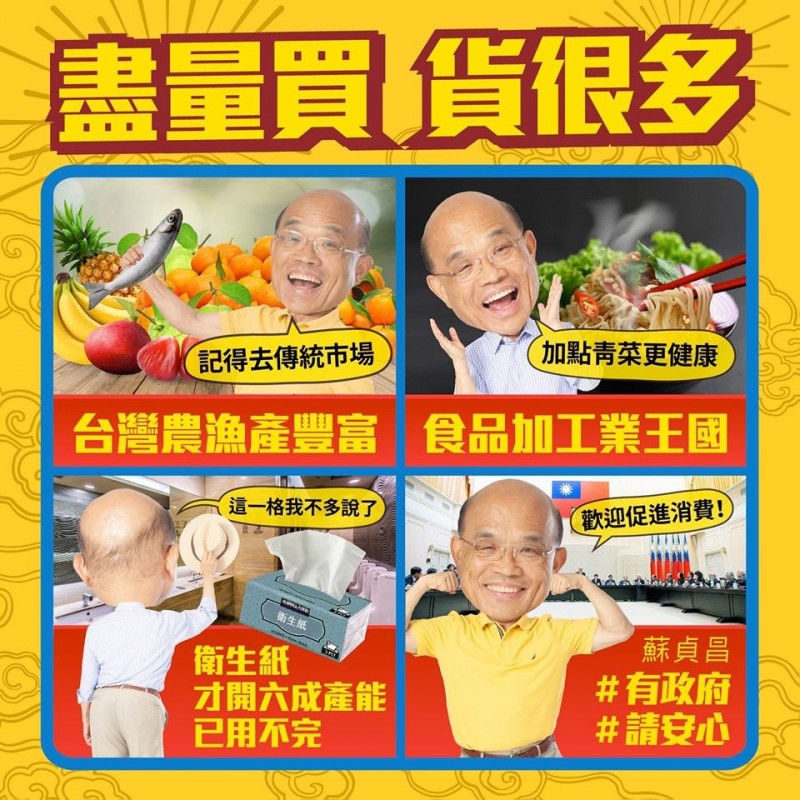 盡量買 貨很多
記得去傳統市場
台灣農漁產豐富
加點青菜更健康
食品加工業王國
這一格我不多說了
衛生紙
衛生紙
才開六成產能
已用不完
歡迎促進消費!
蘇貞昌
#有政府
#請安心